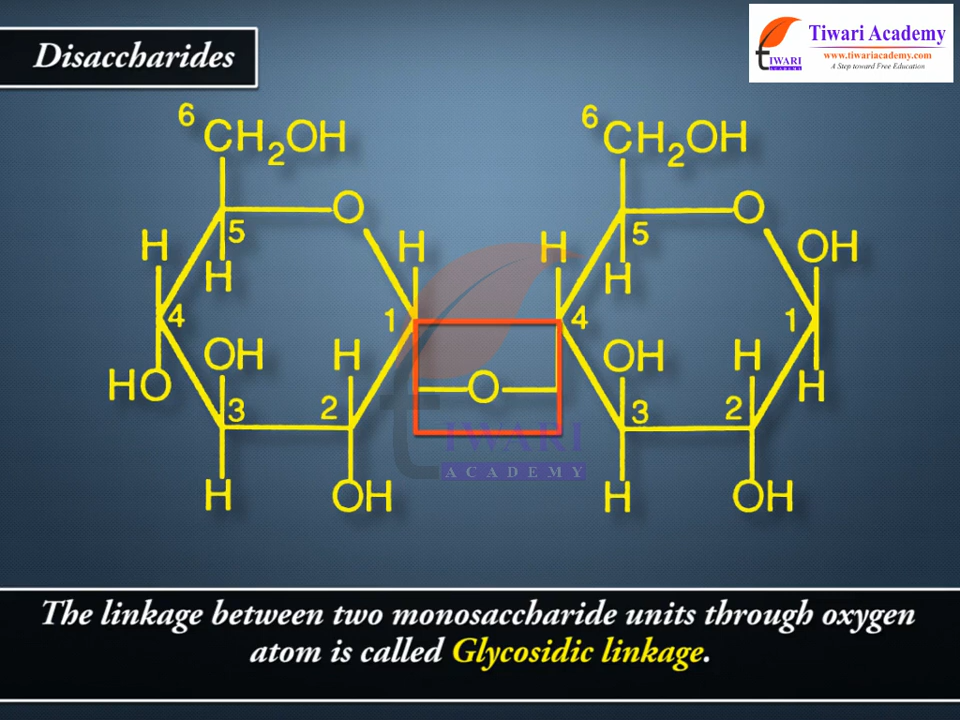 Disaccharides
Tiwari Academy
www.tiwariacademy.com
A Step toward Free Education
TIWARI
ACADEMY
6 CH2OH 6 CH2OH
O O
5 5
H H H OH
H H
4 1 4 1
OH H OH H
HO O H
3 2 3 2
H OH H OH
TIWARI
ACADEMY
The linkage between two monosaccharide units through oxygen
atom is called Glycosidic linkage.